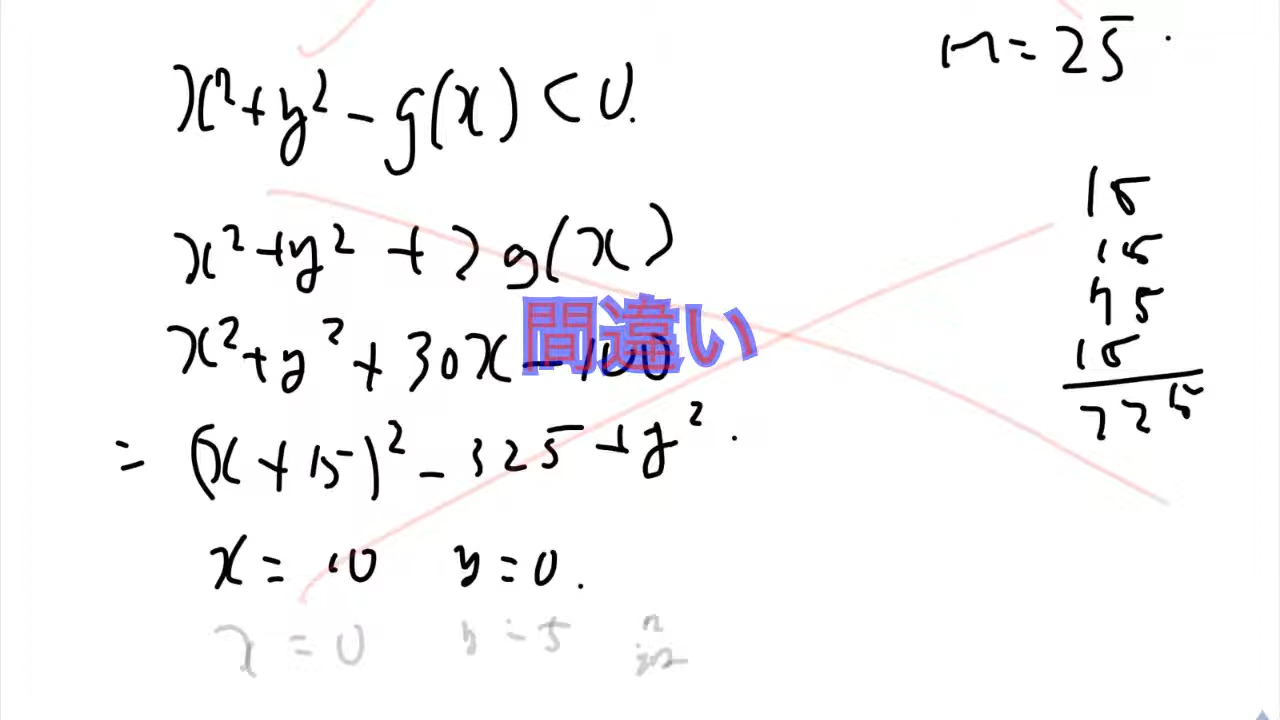 x²+y²-g(x)<0.
m=25.
x²+y²+2g(x)
x²+y²+30x-100
間違い
=(x+15)²-325+y².
15
15
75
15
225
x=10 y=0.
x=0 y=5